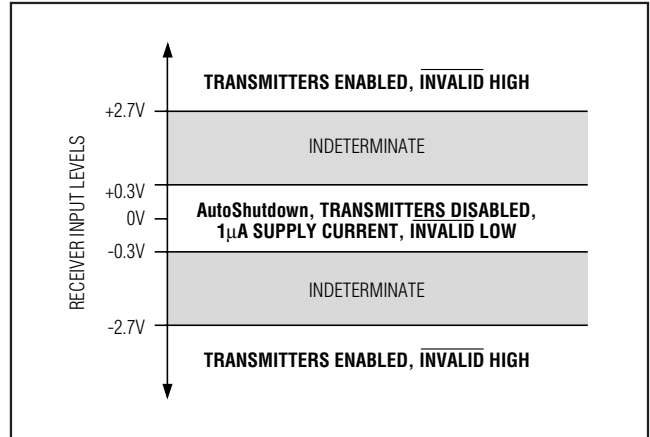 TRANSMITTERS ENABLED, INVALID HIGH
+2.7V
INDETERMINATE
+0.3V
AutoShutdown, TRANSMITTERS DISABLED,
0V
1μA SUPPLY CURRENT, INVALID LOW
-0.3V
INDETERMINATE
-2.7V
TRANSMITTERS ENABLED, INVALID HIGH
RECEIVER INPUT LEVELS